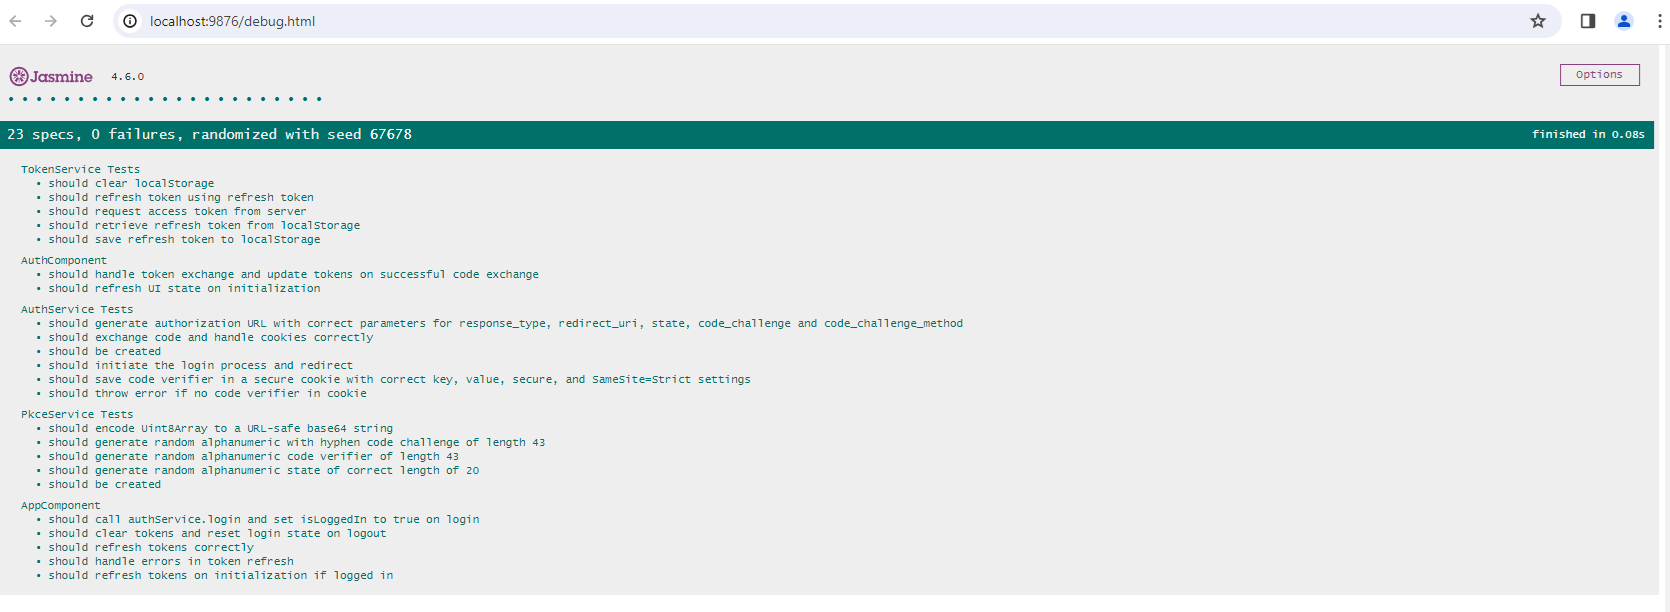 localhost:9876/debug.html
Jasmine 4.6.0
Options
23 specs, 0 failures, randomized with seed 67678
finished in 0.08s
TokenService Tests
• should clear localStorage
• should refresh token using refresh token
• should request access token from server
• should retrieve refresh token from localStorage
• should save refresh token to localStorage
AuthComponent
• should handle token exchange and update tokens on successful code exchange
• should refresh UI state on initialization
AuthService Tests
• should generate authorization URL with correct parameters for response_type, redirect_uri, state, code_challenge and code_challenge_method
• should exchange code and handle cookies correctly
• should be created
• should initiate the login process and redirect
• should save code verifier in a secure cookie with correct key, value, secure, and SameSite=Strict settings
• should throw error if no code verifier in cookie
PkceService Tests
• should encode Uint8Array to a URL-safe base64 string
• should generate random alphanumeric with hyphen code challenge of length 43
• should generate random alphanumeric code verifier of length 43
• should generate random alphanumeric state of correct length of 20
• should be created
AppComponent
• should call authService.login and set isLoggedIn to true on login
• should clear tokens and reset login state on logout
• should refresh tokens correctly
• should handle errors in token refresh
• should refresh tokens on initialization if logged in